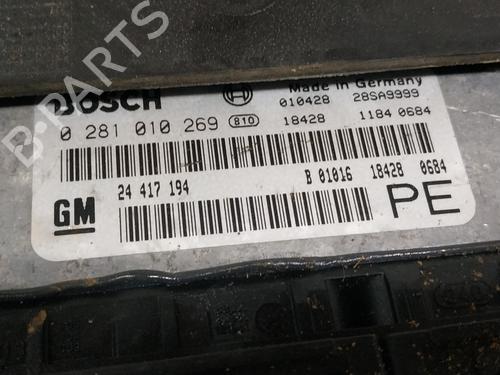 B-PARTS
BOSCH
Made in Germany
010428 28SA9999
0 281 010 269 810 18428 1184 0684
GM 24 417 194 B 01016 18428 0684
PE